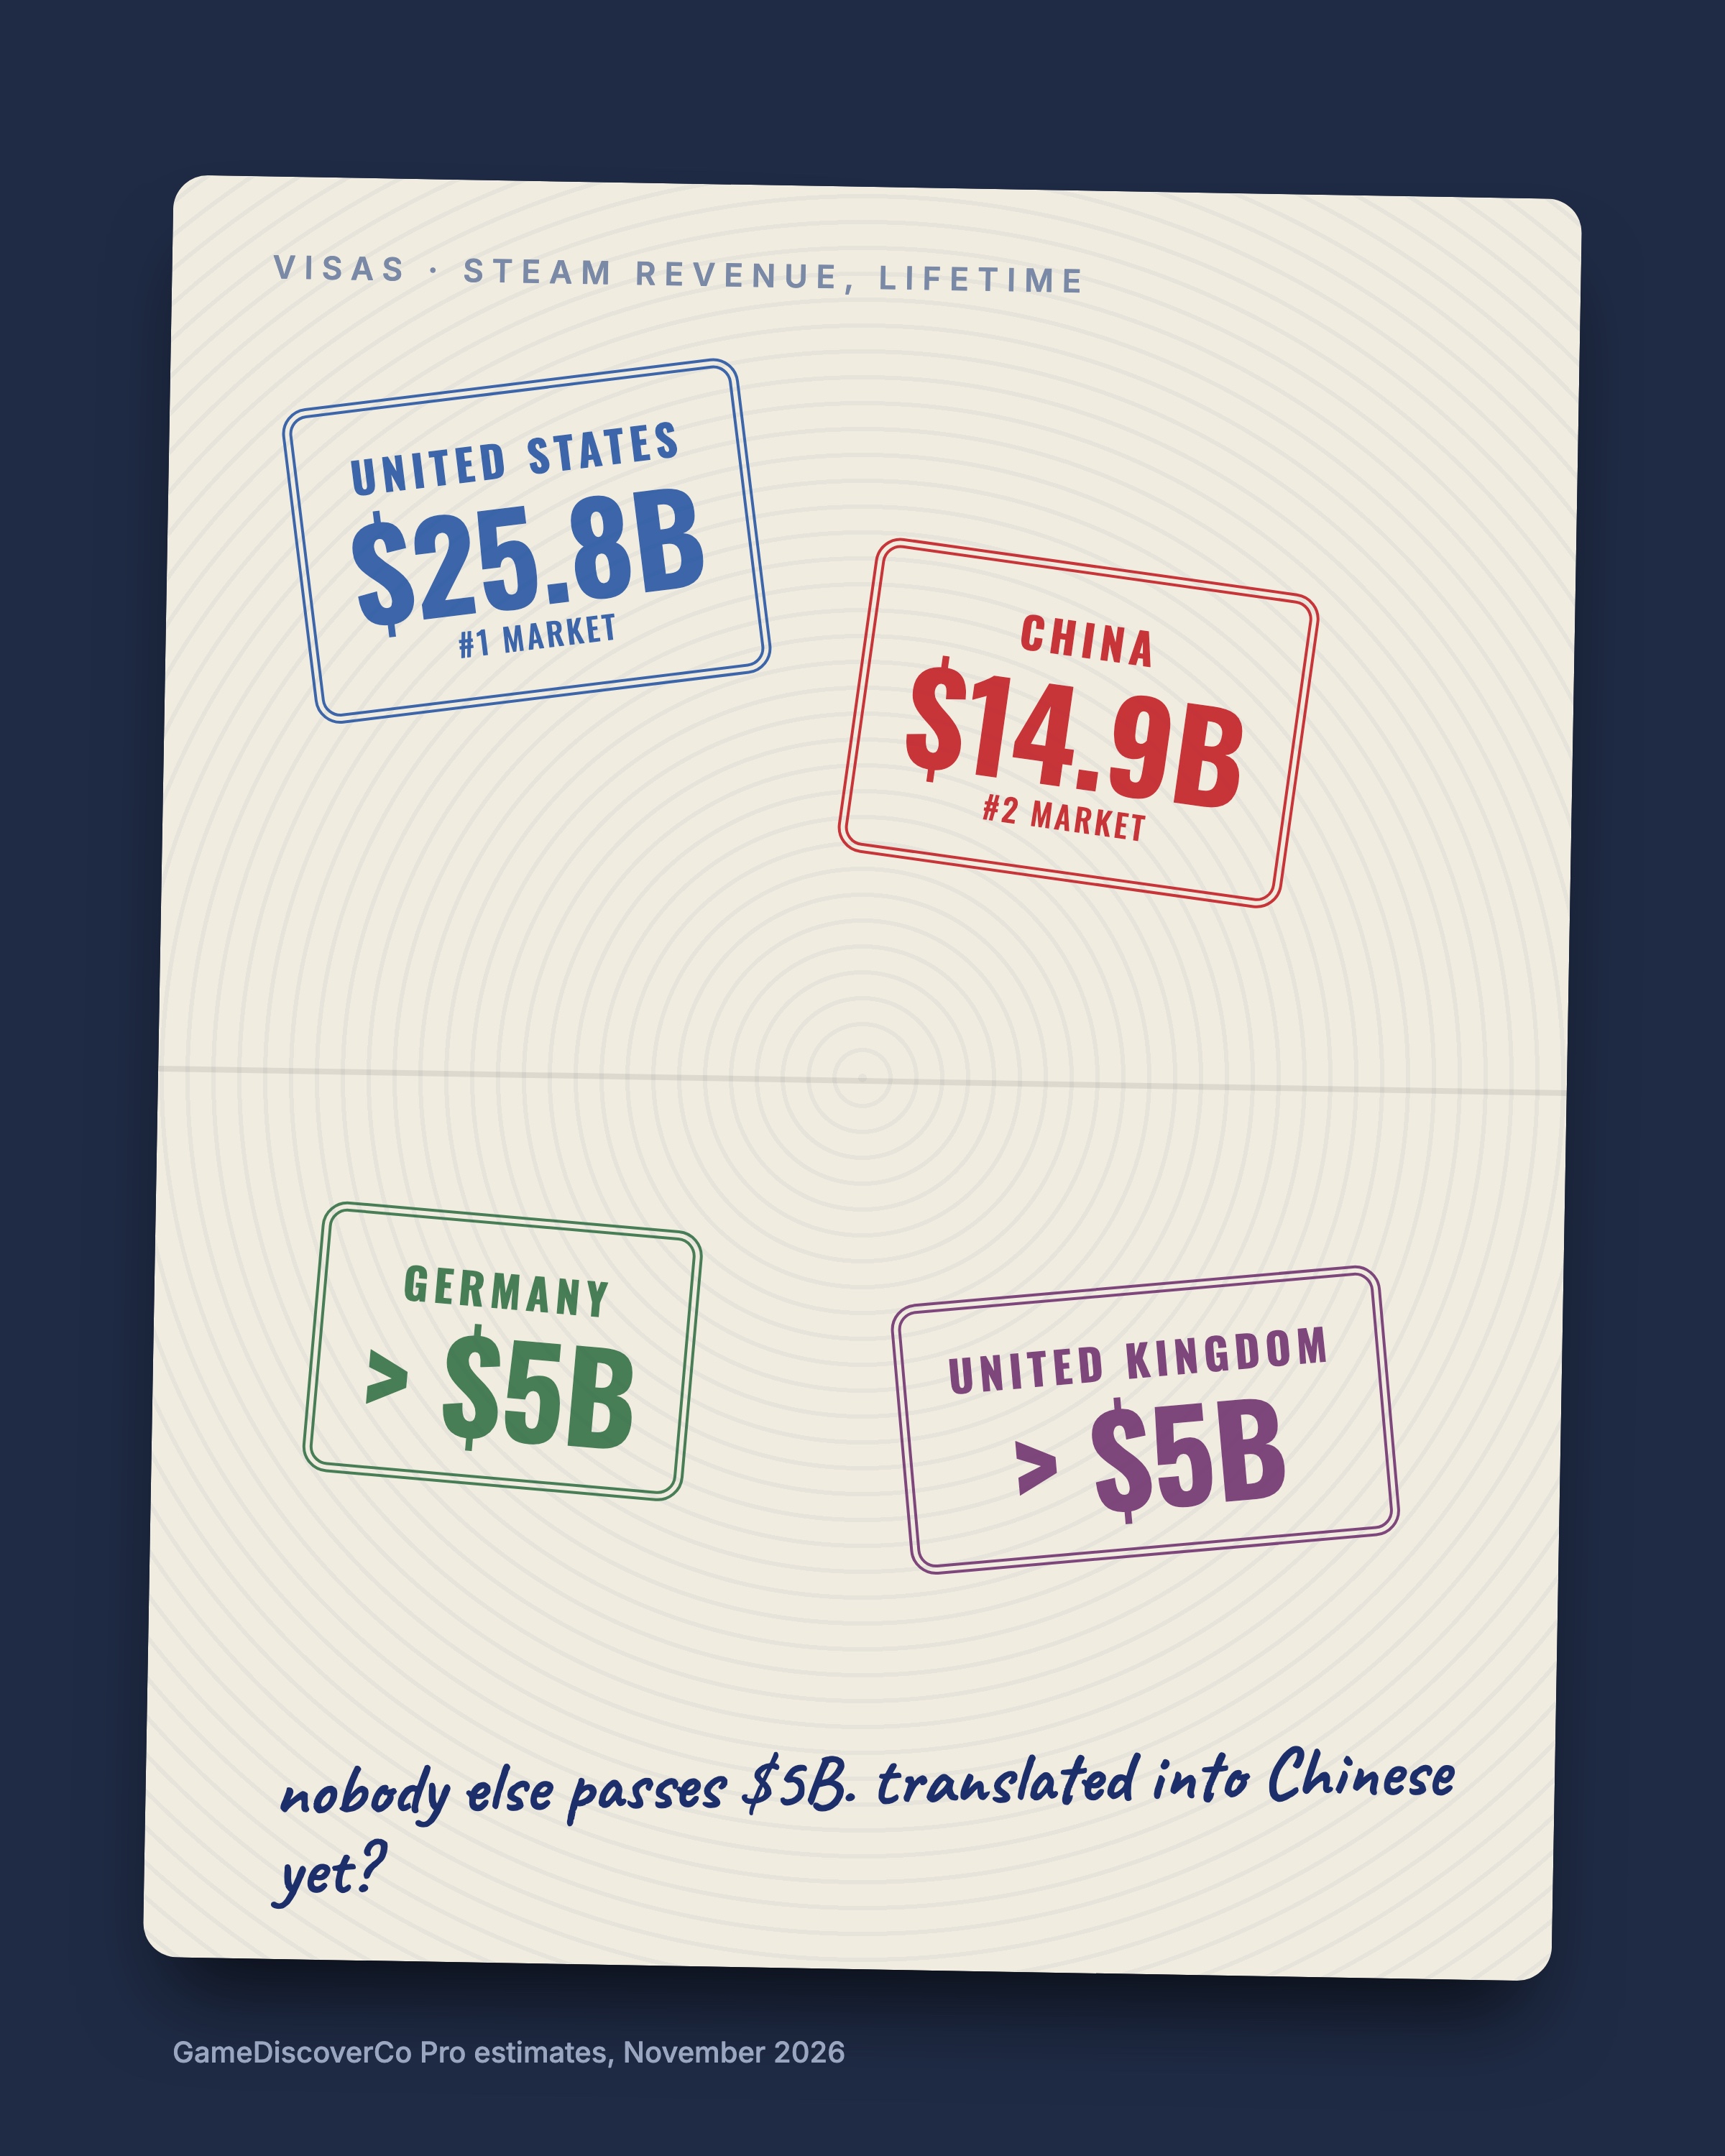 VISAS · STEAM REVENUE, LIFETIME
UNITED STATES
$25.8B
#1 MARKET
CHINA
$14.9B
#2 MARKET
GERMANY
> $5B
UNITED KINGDOM
> $5B
nobody else passes $5B. translated into Chinese
yet?
GameDiscoverCo Pro estimates, November 2026